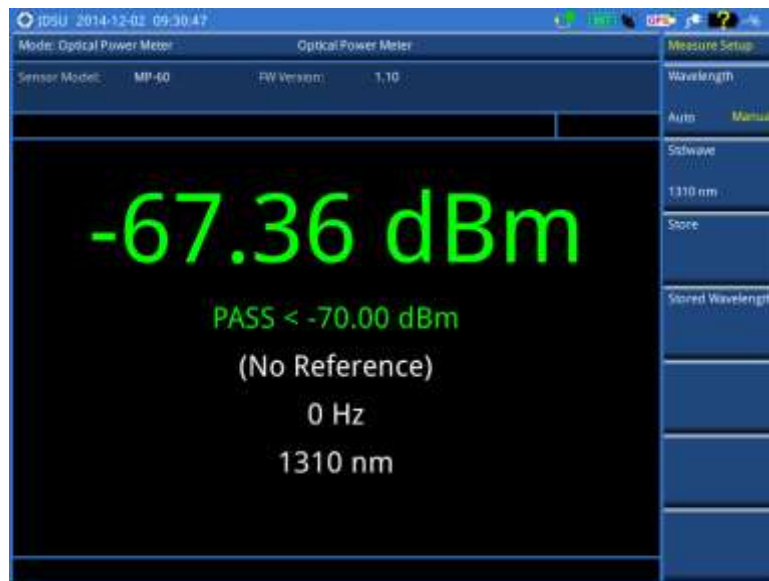 JDSU 2014-12-02 09:30:47
GPS
?
Mode: Optical Power Meter
Optical Power Meter
Measure Setup
Sensor Model: MP-60 FW Version: 1.10
Wavelength
Auto Manual
Stdwave
1310 nm
Store
Stored Wavelength
-67.36 dBm
PASS < -70.00 dBm
(No Reference)
0 Hz
1310 nm